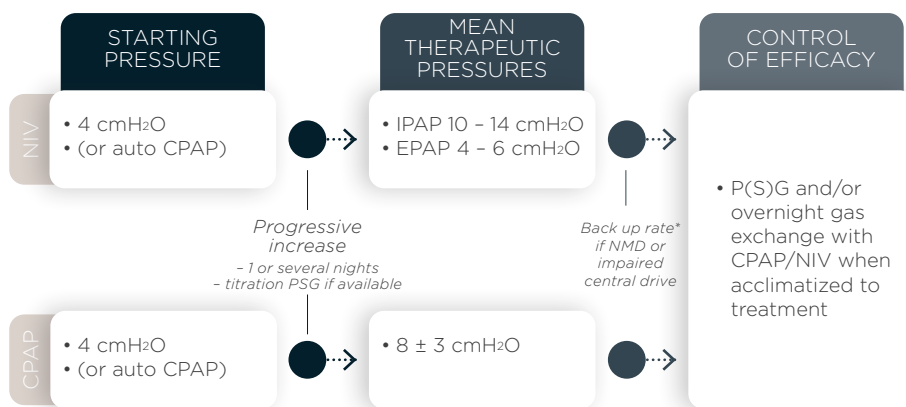 STARTING
PRESSURE
MEAN
THERAPEUTIC
PRESSURES
CONTROL
OF EFFICACY
NIV
• 4 cmH2O
• (or auto CPAP)
• IPAP 10 – 14 cmH2O
• EPAP 4 – 6 cmH2O
Progressive
increase
– 1 or several nights
– titration PSG if available
Back up rate*
if NMD or
impaired
central drive
• P(S)G and/or
overnight gas
exchange with
CPAP/NIV when
acclimatized to
treatment
CPAP
• 4 cmH2O
• (or auto CPAP)
• 8 ± 3 cmH2O